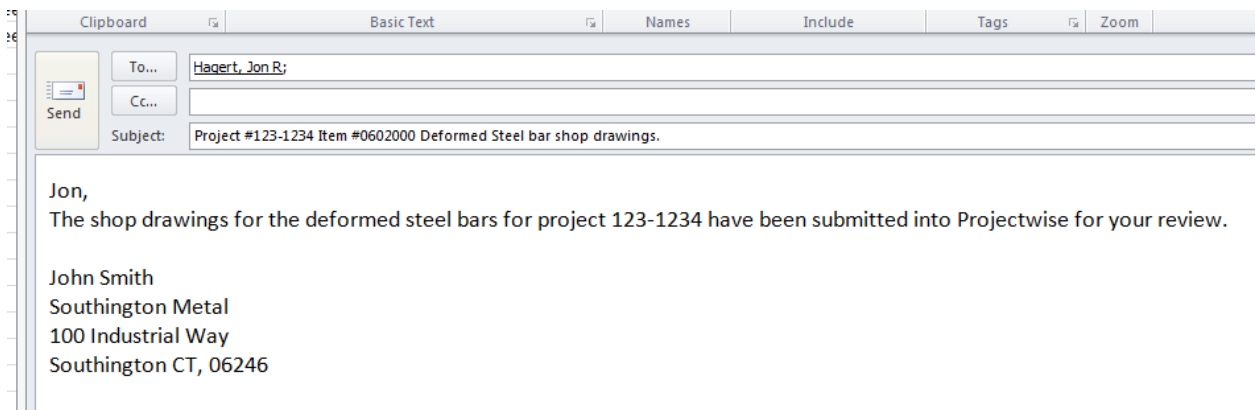 Clipboard Basic Text Names Include Tags Zoom
To... Hagert, Jon R;
Cc...
Send
Subject: Project #123-1234 Item #0602000 Deformed Steel bar shop drawings.
Jon,
The shop drawings for the deformed steel bars for project 123-1234 have been submitted into Projectwise for your review.
John Smith
Southington Metal
100 Industrial Way
Southington CT, 06246